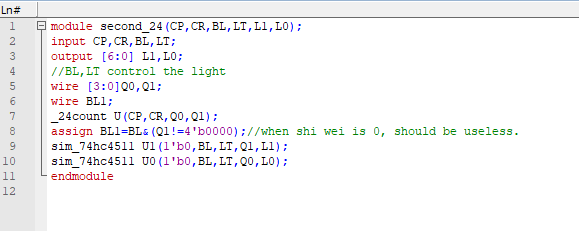 Ln#
1 module second_24(CP,CR,BL,LT,L1,L0);
2 input CP,CR,BL,LT;
3 output [6:0] L1,L0;
4 //BL,LT control the light
5 wire [3:0]Q0,Q1;
6 wire BL1;
7 _24count U(CP,CR,Q0,Q1);
8 assign BL1=BL&(Q1!=4'b0000);//when shi wei is 0, should be useless.
9 sim_74hc4511 U1(1'b0,BL,LT,Q1,L1);
10 sim_74hc4511 U0(1'b0,BL,LT,Q0,L0);
11 endmodule
12